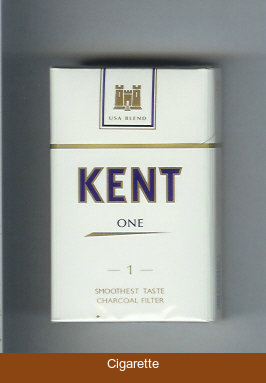 USA BLEND
KENT
ONE
1
SMOOTHEST TASTE
CHARCOAL FILTER
Cigarette